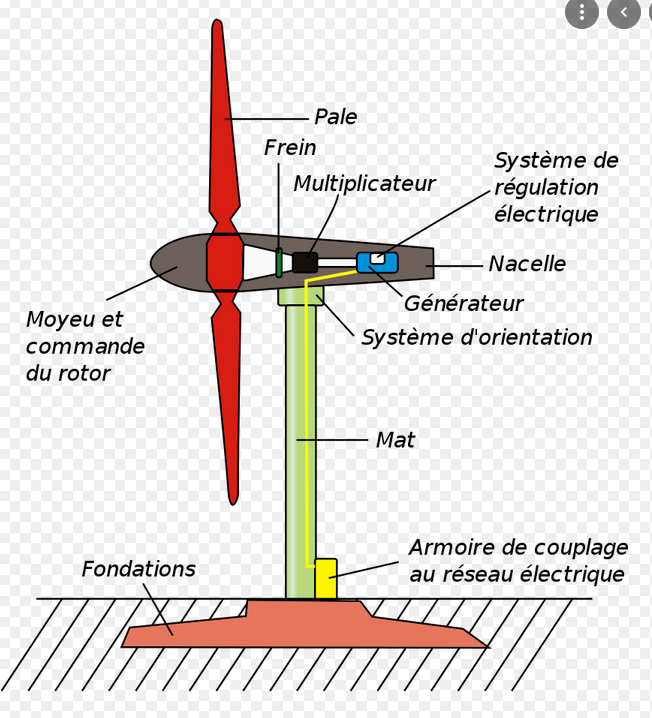 Pale
Frein
Multiplicateur
Système de
régulation
électrique
Nacelle
Générateur
Moyeu et
commande
du rotor
Système d'orientation
Mat
Armoire de couplage
au réseau électrique
Fondations